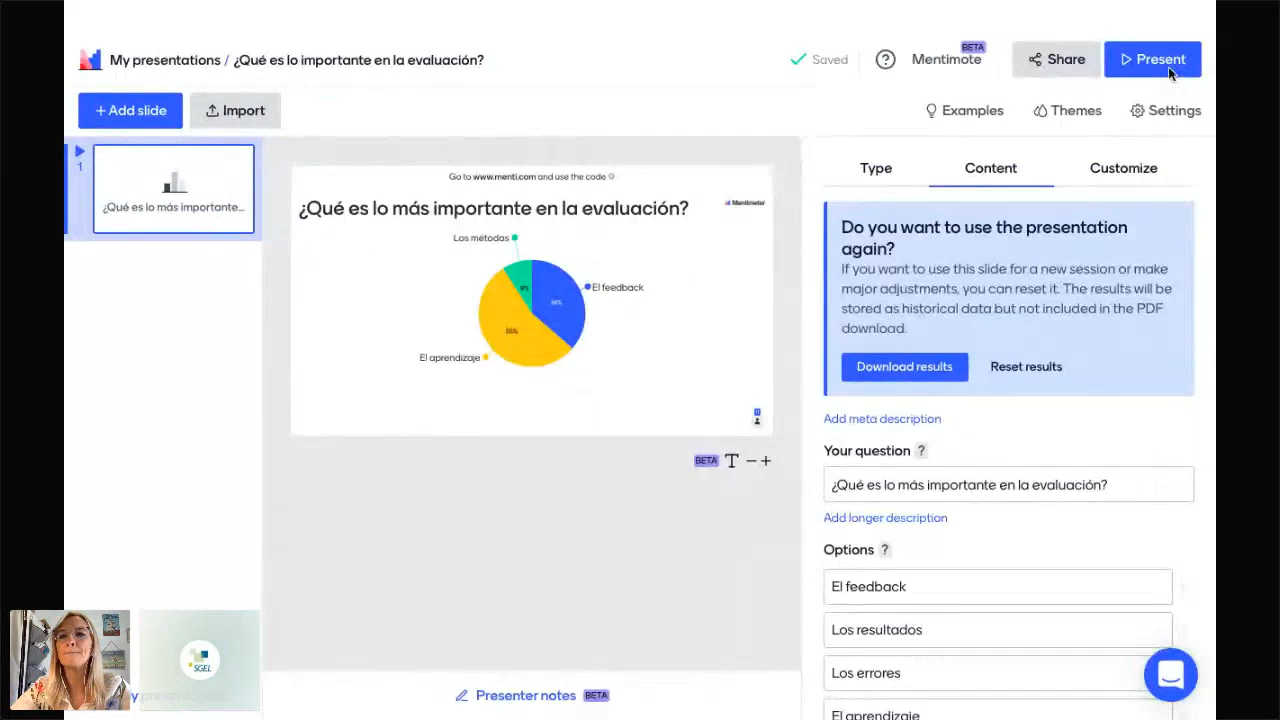 My presentations / ¿Qué es lo importante en la evaluación?
Saved
?
Mentimote
BETA
Share
Present
+ Add slide
Import
Examples
Themes
Settings
1
¿Qué es lo más importante...
Go to www.menti.com and use the code
¿Qué es lo más importante en la evaluación?
Mentimeter
Los métodos
9%
El feedback
36%
55%
El aprendizaje
BETA T − +
Presenter notes BETA
Type
Content
Customize
Do you want to use the presentation
again?
If you want to use this slide for a new session or make
major adjustments, you can reset it. The results will be
stored as historical data but not included in the PDF
download.
Download results
Reset results
Add meta description
Your question ?
¿Qué es lo más importante en la evaluación?
Add longer description
Options ?
El feedback
Los resultados
Los errores
El aprendizaje
SGEL